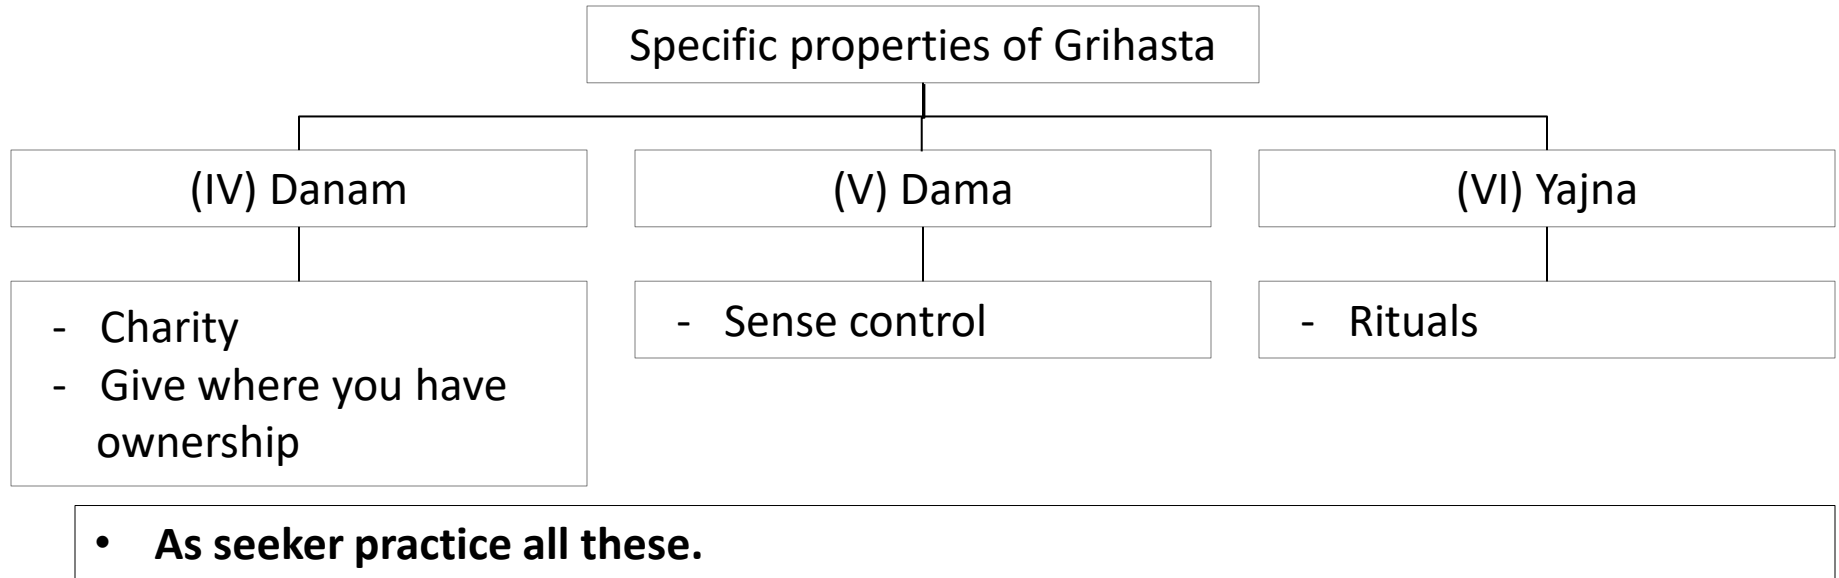 Specific properties of Grihasta
(IV) Danam
(V) Dama
(VI) Yajna
- Charity
- Give where you have
ownership
- Sense control
- Rituals
• As seeker practice all these.